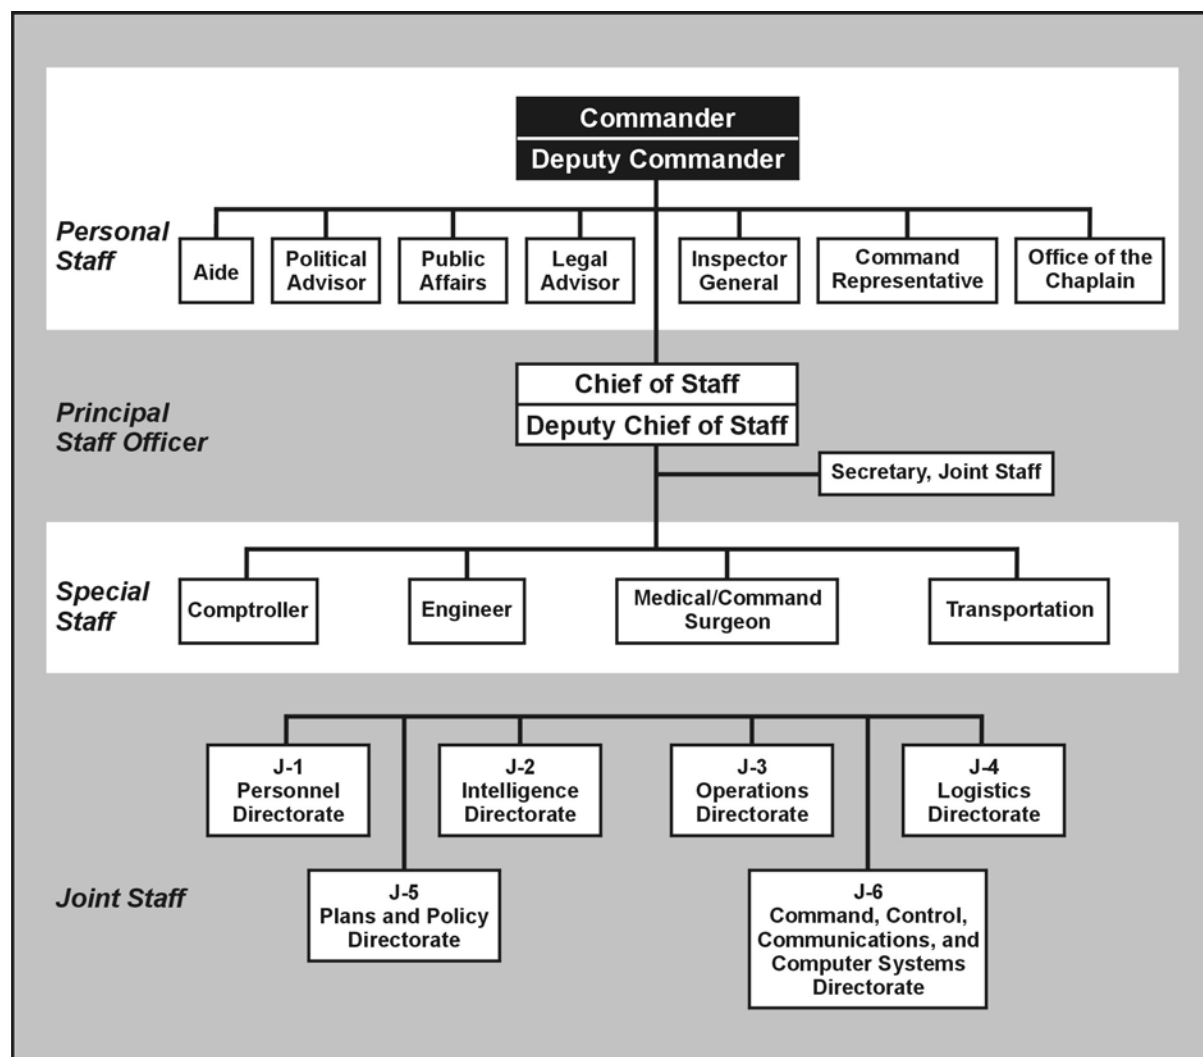 Commander
Deputy Commander
Personal
Staff
Aide
Political
Advisor
Public
Affairs
Legal
Advisor
Inspector
General
Command
Representative
Office of the
Chaplain
Principal
Staff Officer
Chief of Staff
Deputy Chief of Staff
Secretary, Joint Staff
Special
Staff
Comptroller
Engineer
Medical/Command
Surgeon
Transportation
Joint Staff
J-1
Personnel
Directorate
J-2
Intelligence
Directorate
J-3
Operations
Directorate
J-4
Logistics
Directorate
J-5
Plans and Policy
Directorate
J-6
Command, Control,
Communications, and
Computer Systems
Directorate